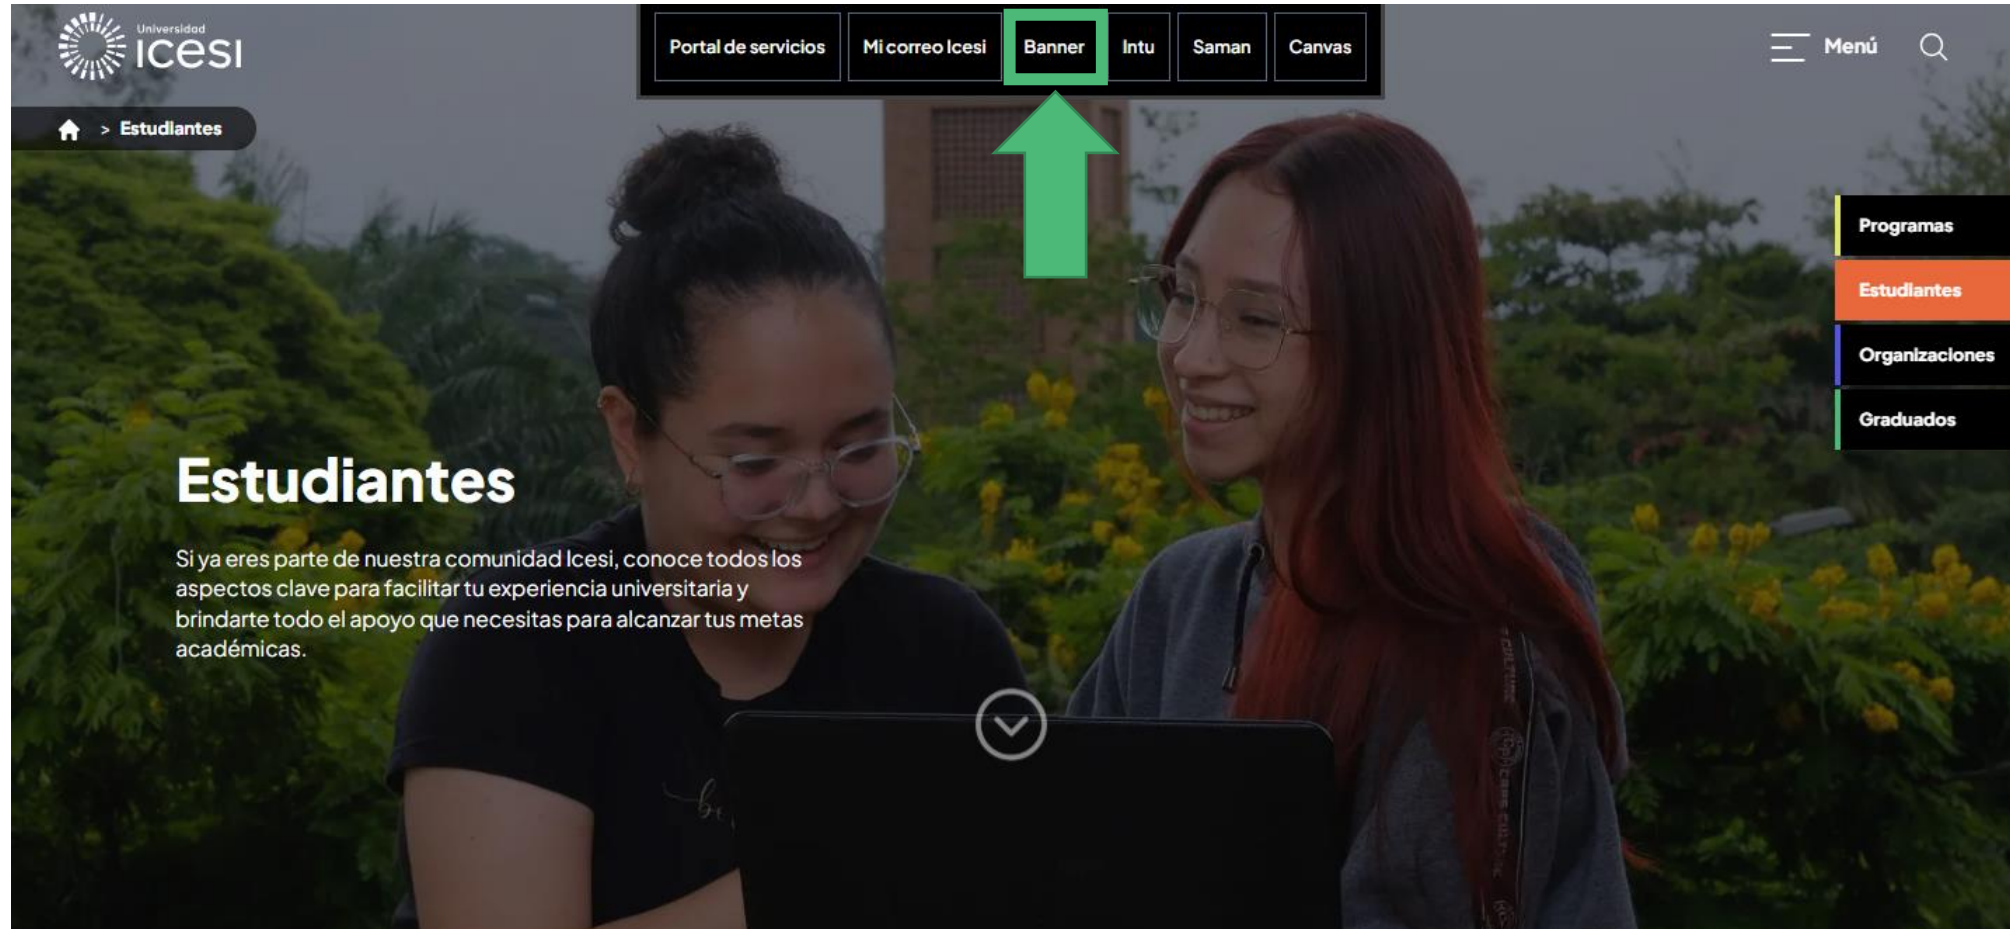 Universidad
icesi
Portal de servicios
Mi correo Icesi
Banner
Intu
Saman
Canvas
Menú
> Estudiantes
Programas
Estudiantes
Organizaciones
Graduados
Estudiantes
Si ya eres parte de nuestra comunidad Icesi, conoce todos los
aspectos clave para facilitar tu experiencia universitaria y
brindarte todo el apoyo que necesitas para alcanzar tus metas
académicas.